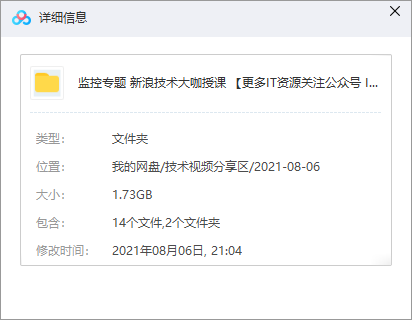 详细信息
监控专题 新浪技术大咖授课 【更多IT资源关注公众号 I...
类型： 文件夹
位置： 我的网盘/技术视频分享区/2021-08-06
大小： 1.73GB
包含： 14个文件,2个文件夹
修改时间： 2021年08月06日, 21:04